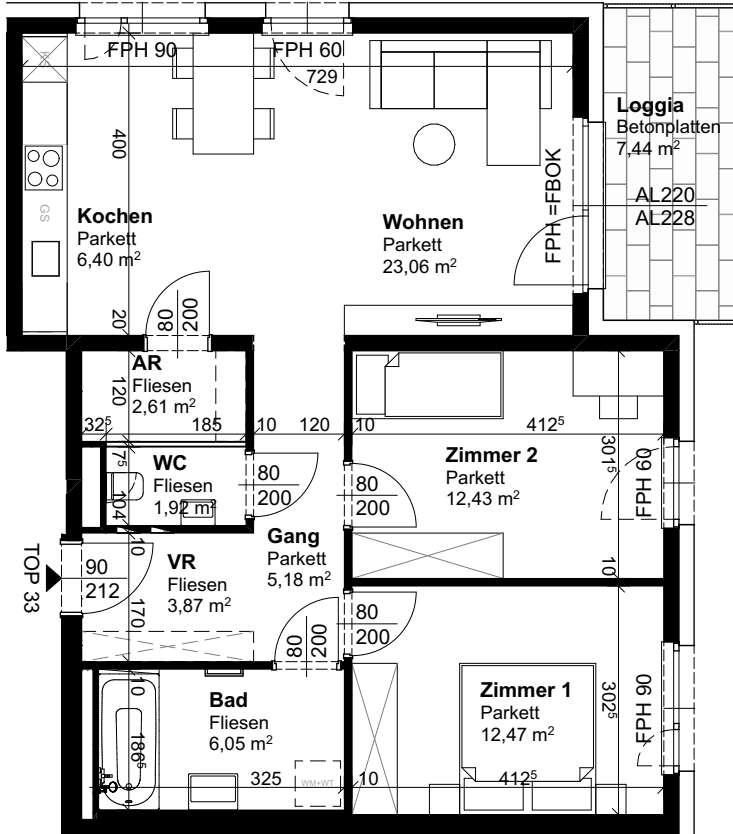 FPH 90
FPH 60
729
KS
400
Loggia
Betonplatten
7,44 m²
AL220
AL228
FPH =FBOK
GS
Kochen
Parkett
6,40 m²
Wohnen
Parkett
23,06 m²
20
80
200
AR
Fliesen
2,61 m²
120
32⁵
185
10
120
10
412⁵
7⁵
WC
Fliesen
1,92 m²
104
80
200
80
200
Zimmer 2
Parkett
12,43 m²
301⁵
FPH 60
10
Gang
Parkett
5,18 m²
10
VR
Fliesen
3,87 m²
TOP 33
90
212
170
80
200
80
200
10
Bad
Fliesen
6,05 m²
186⁵
325
WM+WT
10
Zimmer 1
Parkett
12,47 m²
302⁵
FPH 90
412⁵